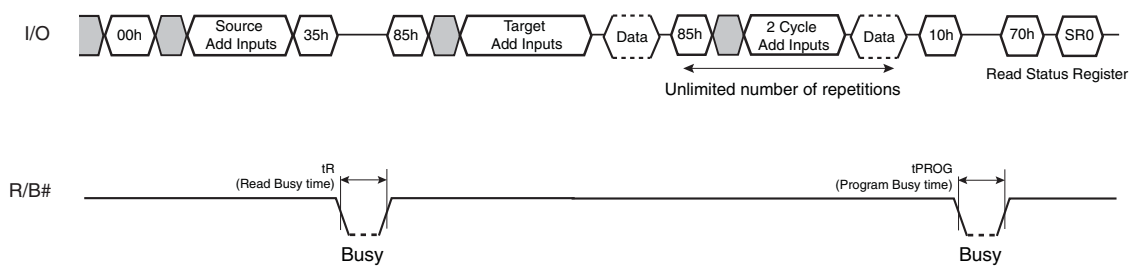 I/O
00h
Source
Add Inputs
35h
85h
Target
Add Inputs
Data
85h
2 Cycle
Add Inputs
Data
10h
70h
SR0
Unlimited number of repetitions
Read Status Register
R/B#
tR
(Read Busy time)
Busy
tPROG
(Program Busy time)
Busy